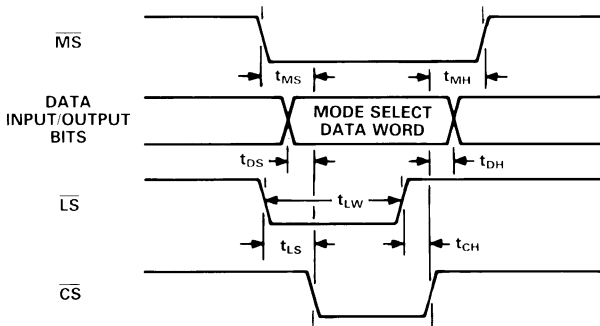 MS
tMS
tMH
DATA
INPUT/OUTPUT
BITS
MODE SELECT
DATA WORD
tDS
tDH
LS
tLW
tLS
tCH
CS